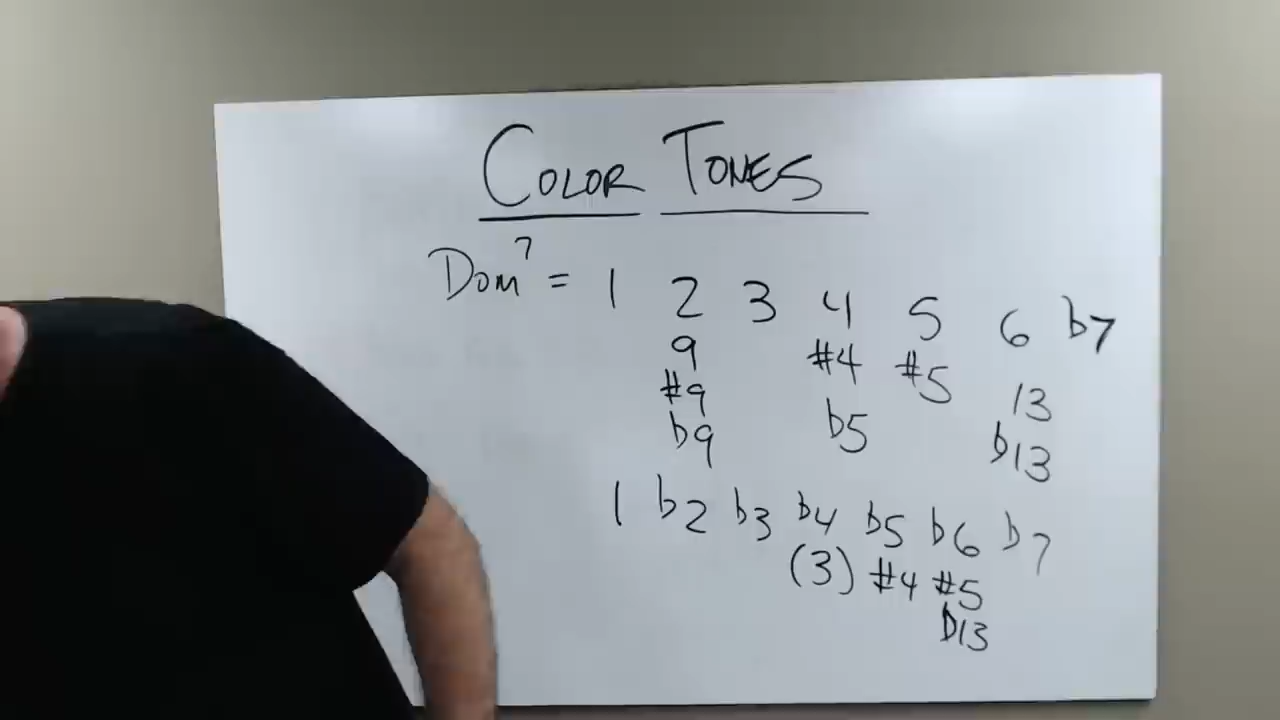 COLOR TONES
Dom7 = 1 2 3 4 5 6 b7
9 #4 #5
#9 13
b9 b5 b13
1 b2 b3 b4 b5 b6 b7
(3) #4 #5
b13